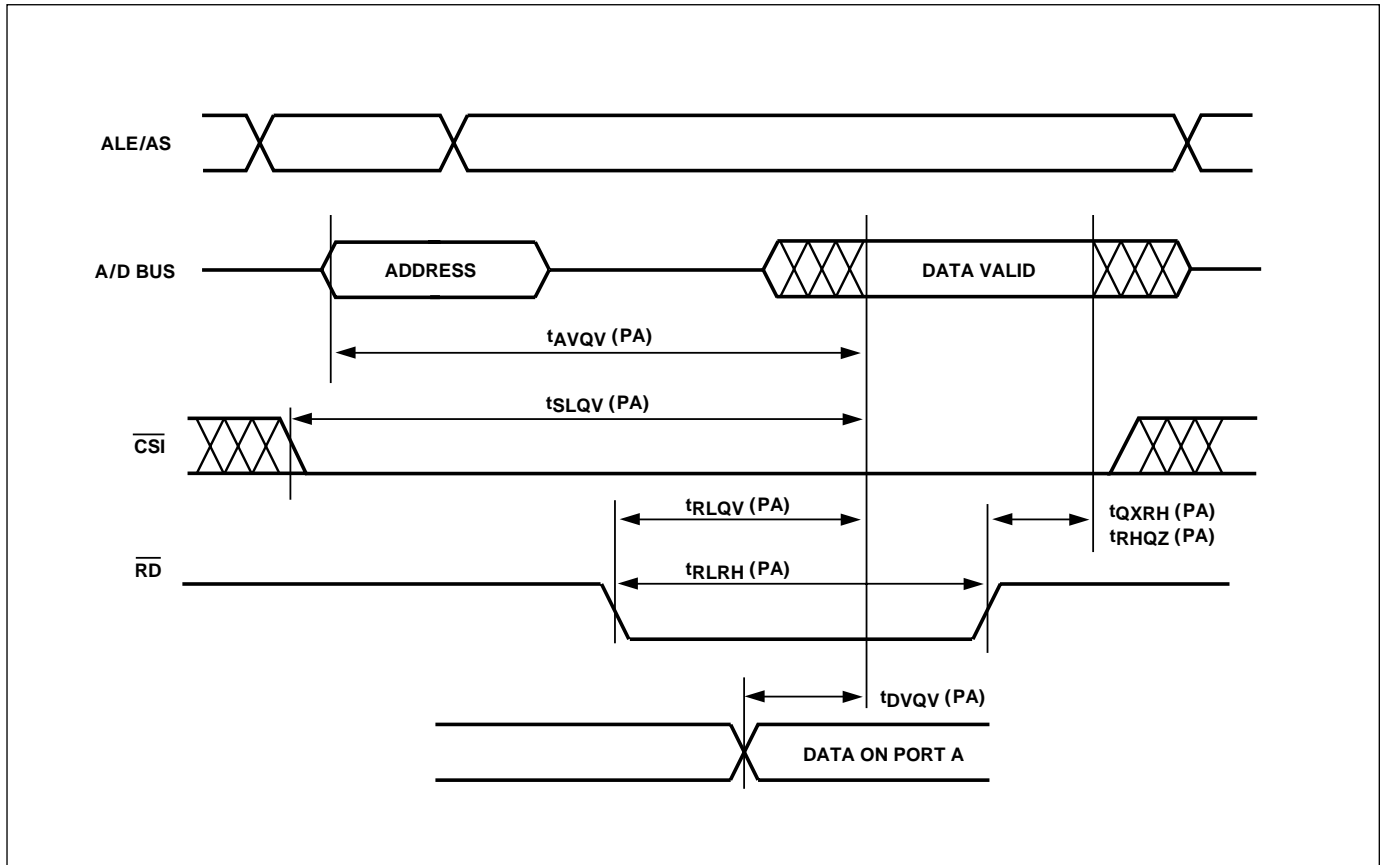 ALE/AS
A/D BUS
ADDRESS
DATA VALID
tAVQV (PA)
tSLQV (PA)
CSI
tRLQV (PA)
tQXRH (PA)
tRHQZ (PA)
RD
tRLRH (PA)
tDVQV (PA)
DATA ON PORT A